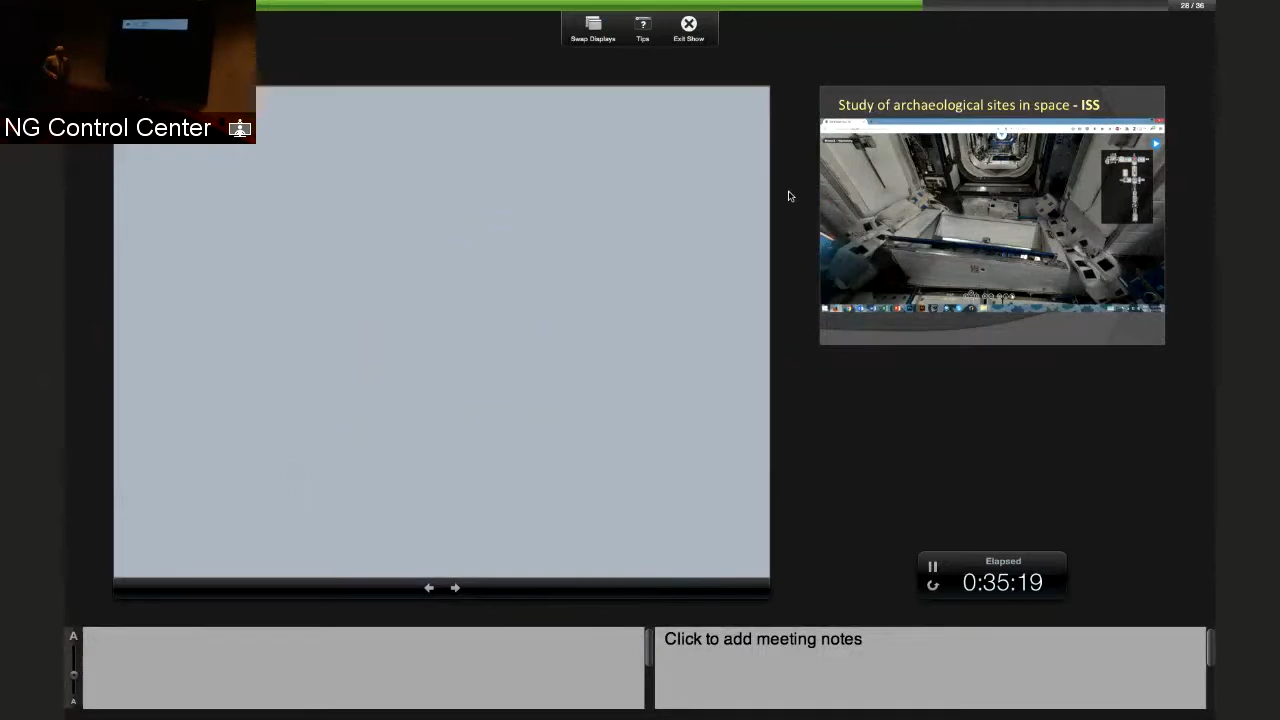 28 / 36
Swap Displays
Tips
Exit Show
NG Control Center
Study of archaeological sites in space - ISS
Elapsed
0:35:19
A
A
Click to add meeting notes